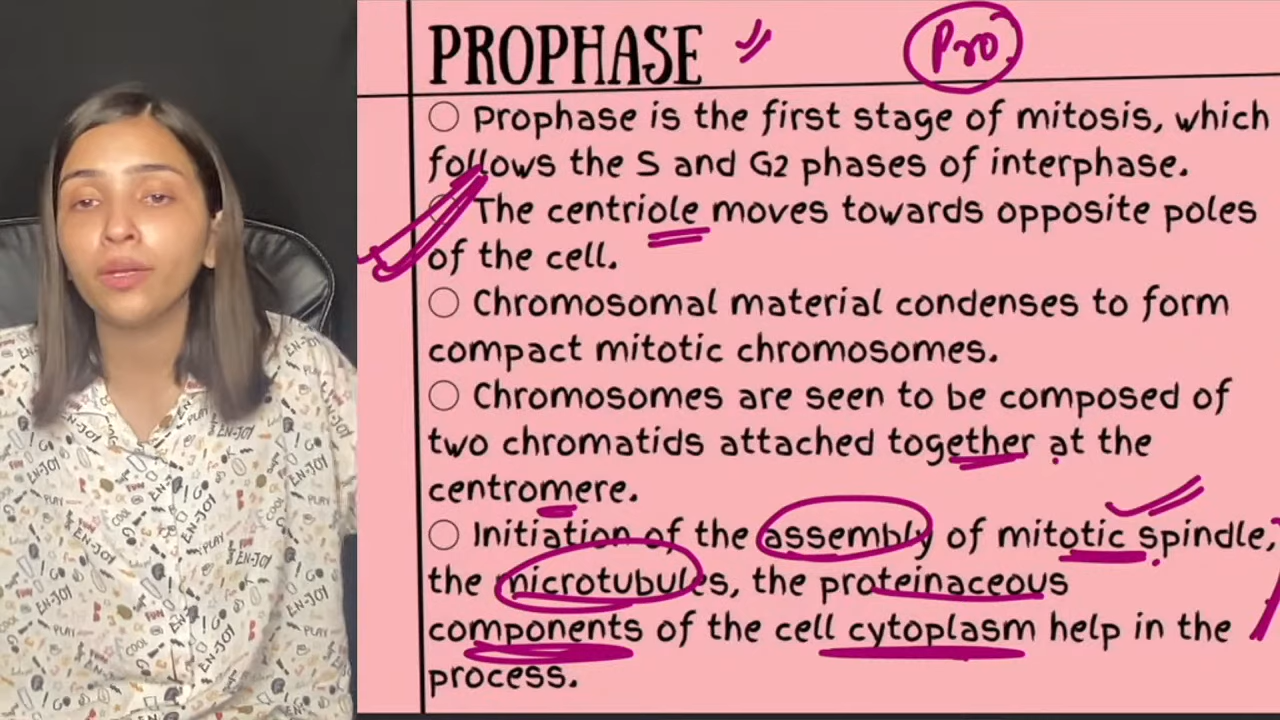 PROPHASE
Pro
Prophase is the first stage of mitosis, which
follows the S and G2 phases of interphase.
The centriole moves towards opposite poles
of the cell.
Chromosomal material condenses to form
compact mitotic chromosomes.
Chromosomes are seen to be composed of
two chromatids attached together at the
centromere.
Initiation of the assembly of mitotic spindle,
the microtubules, the proteinaceous
components of the cell cytoplasm help in the
process.
EN-JOY
PLAY